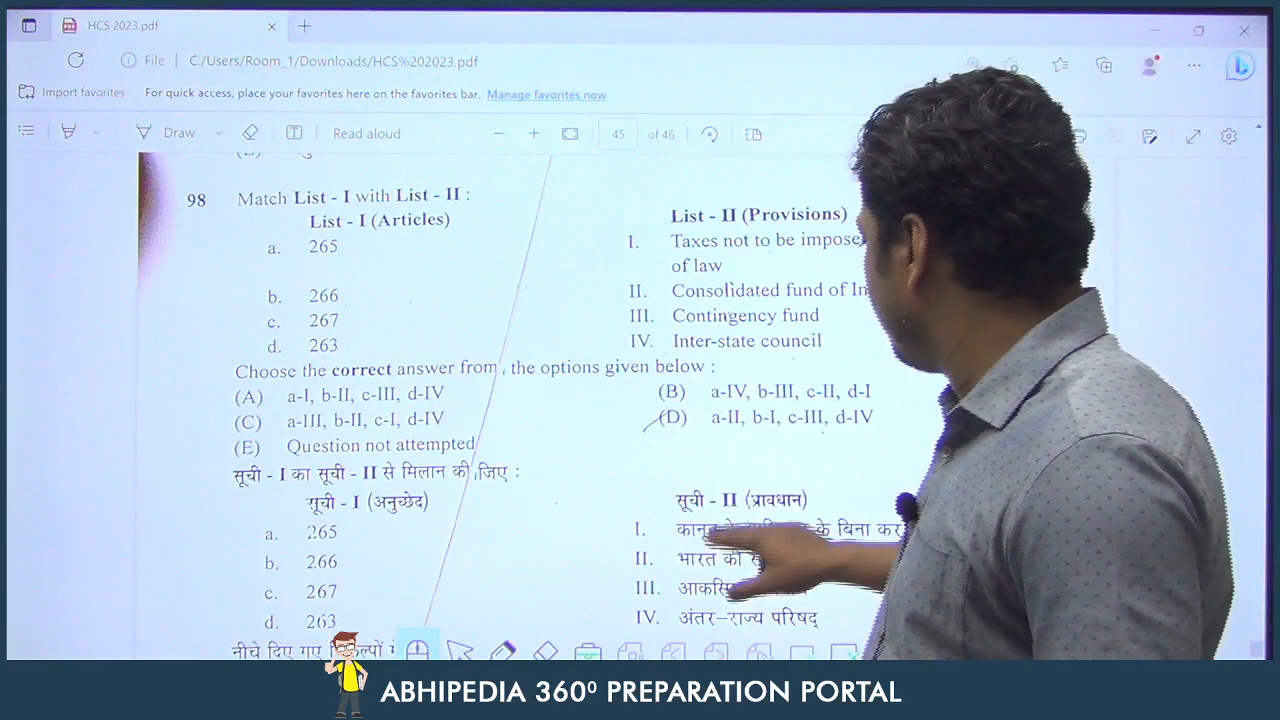 HCS 2023.pdf
File C:/Users/Room_1/Downloads/HCS%202023.pdf
Import favorites For quick access, place your favorites here on the favorites bar. Manage favorites now
Draw Read aloud 45 of 46
98 Match List - I with List - II :
List - I (Articles) List - II (Provisions)
a. 265 I. Taxes not to be
of law
b. 266 II. Consolidated fund of
c. 267 III. Contingency fund
d. 263 IV. Inter-state council
Choose the correct answer from the options given below :
(A) a-I, b-II, c-III, d-IV (B) a-IV, b-III, c-II, d-I
(C) a-III, b-II, c-I, d-IV (D) a-II, b-I, c-III, d-IV
(E) Question not attempted
सूची - I का सूची - II से मिलान कीजिए :
सूची - I (अनुच्छेद) सूची - II (प्रावधान)
a. 265 I. के बिना कर
b. 266 II. भारत की
c. 267 III.
d. 263 IV. अंतर-राज्य परिषद्
नीचे दिए गए
ABHIPEDIA 360⁰ PREPARATION PORTAL